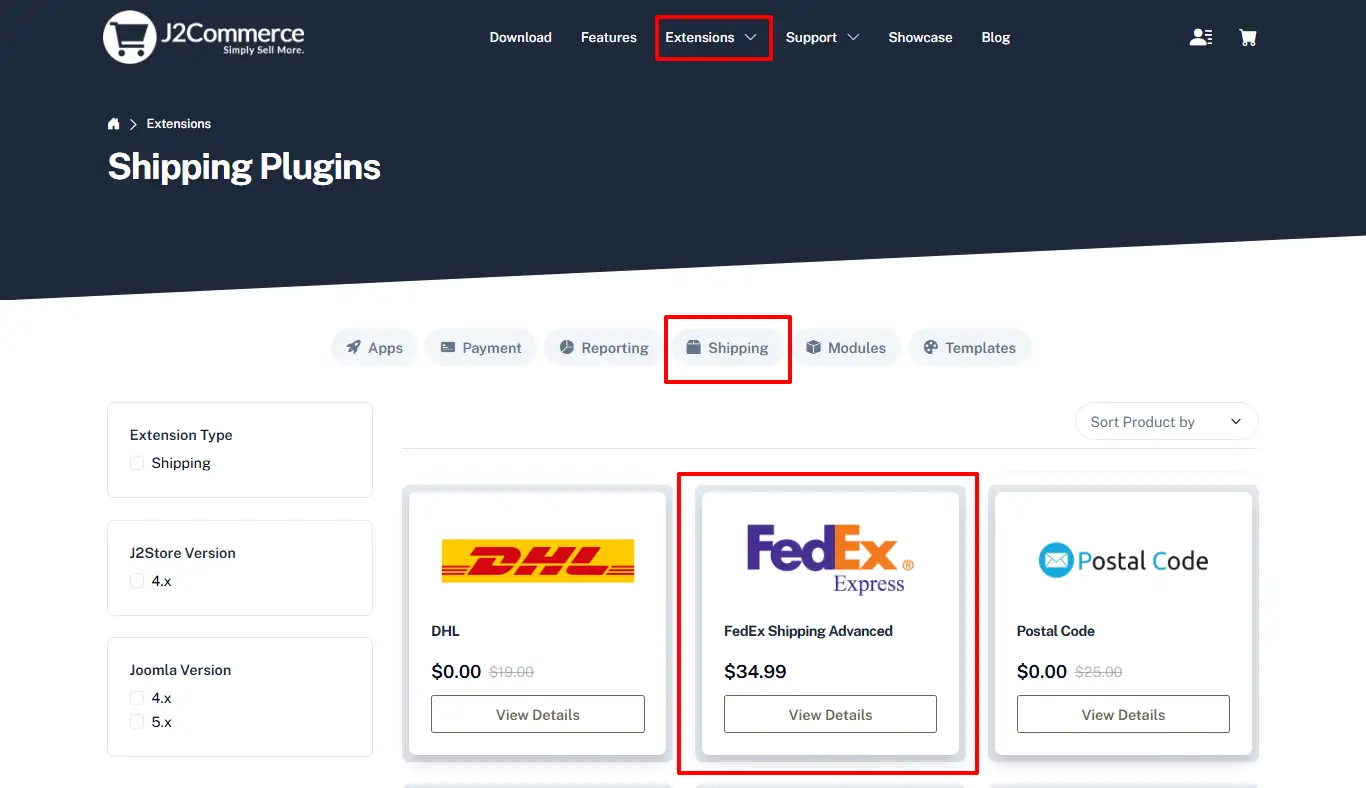 J2Commerce
Simply Sell More.
Download Features Extensions Support Showcase Blog
Extensions
Shipping Plugins
Apps Payment Reporting Shipping Modules Templates
Extension Type
Shipping
J2Store Version
4.x
Joomla Version
4.x
5.x
Sort Product by
DHL
DHL
$0.00 $19.00
View Details
FedEx ®
Express
FedEx Shipping Advanced
$34.99
View Details
Postal Code
Postal Code
$0.00 $25.00
View Details